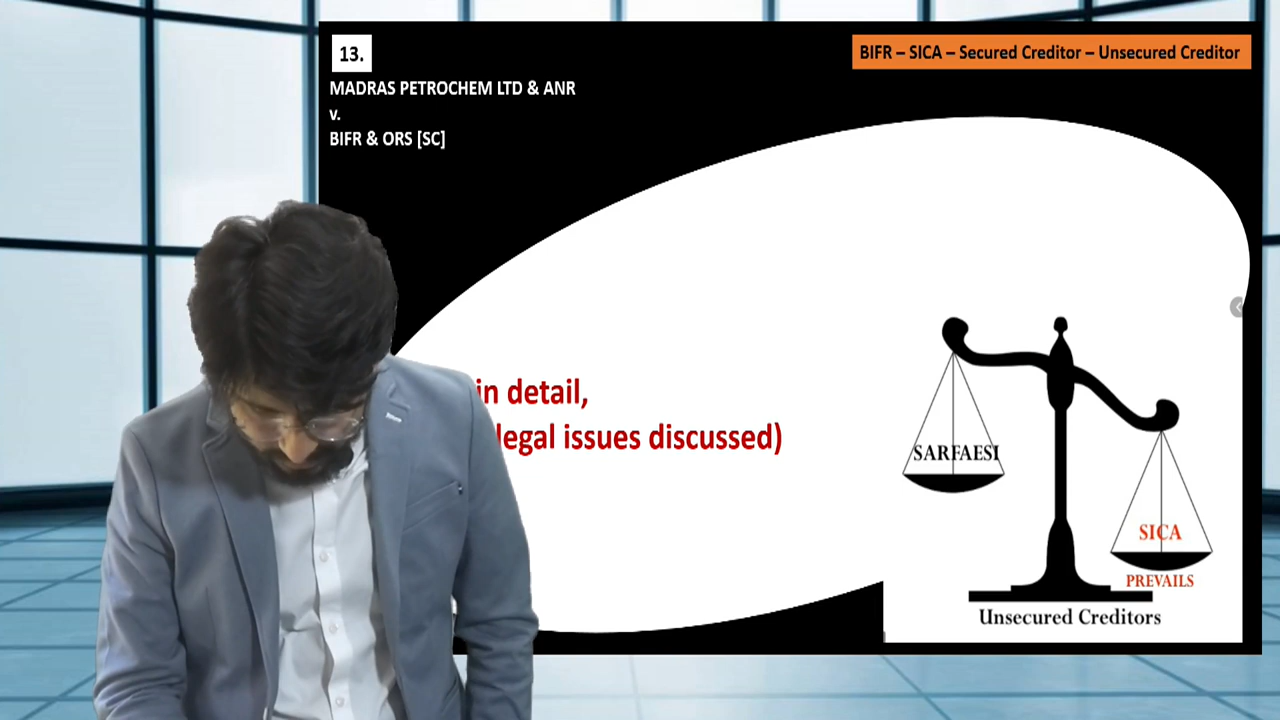 13.
BIFR – SICA – Secured Creditor – Unsecured Creditor
MADRAS PETROCHEM LTD & ANR
v.
BIFR & ORS [SC]
in detail,
legal issues discussed)
SARFAESI
SICA
PREVAILS
Unsecured Creditors